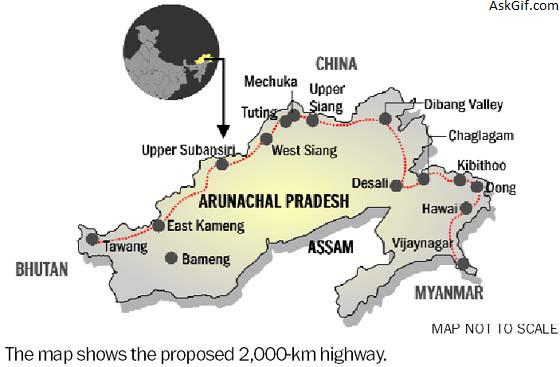 AskGif.com
CHINA
Mechuka
Upper
Siang
Tuting
Dibang Valley
Chaglagam
Upper Subansiri
West Siang
Kibithoo
Desali
Dong
ARUNACHAL PRADESH
Hawai
East Kameng
Tawang
ASSAM
Vijaynagar
Bameng
BHUTAN
MYANMAR
MAP NOT TO SCALE
The map shows the proposed 2,000-km highway.